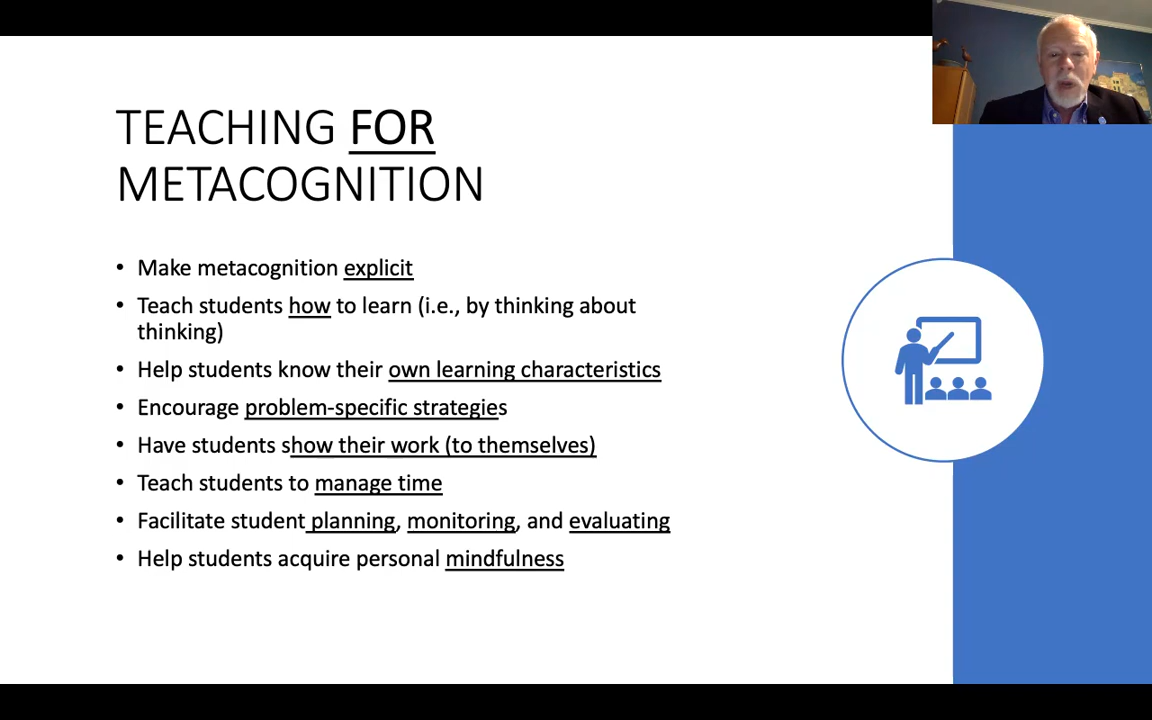 TEACHING FOR
METACOGNITION
• Make metacognition explicit
• Teach students how to learn (i.e., by thinking about
thinking)
• Help students know their own learning characteristics
• Encourage problem-specific strategies
• Have students show their work (to themselves)
• Teach students to manage time
• Facilitate student planning, monitoring, and evaluating
• Help students acquire personal mindfulness